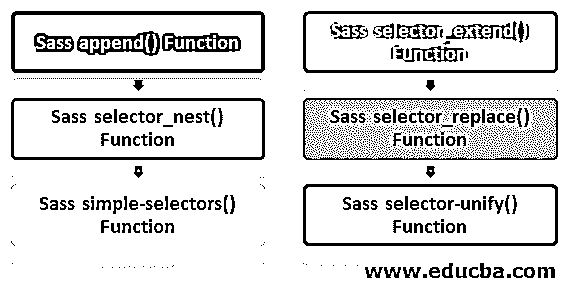 Sass append() Function
Sass selector_nest()
Function
Sass simple-selectors()
Function
Sass selector_extend()
Function
Sass selector_replace()
Function
Sass selector-unify()
Function
www.educba.com